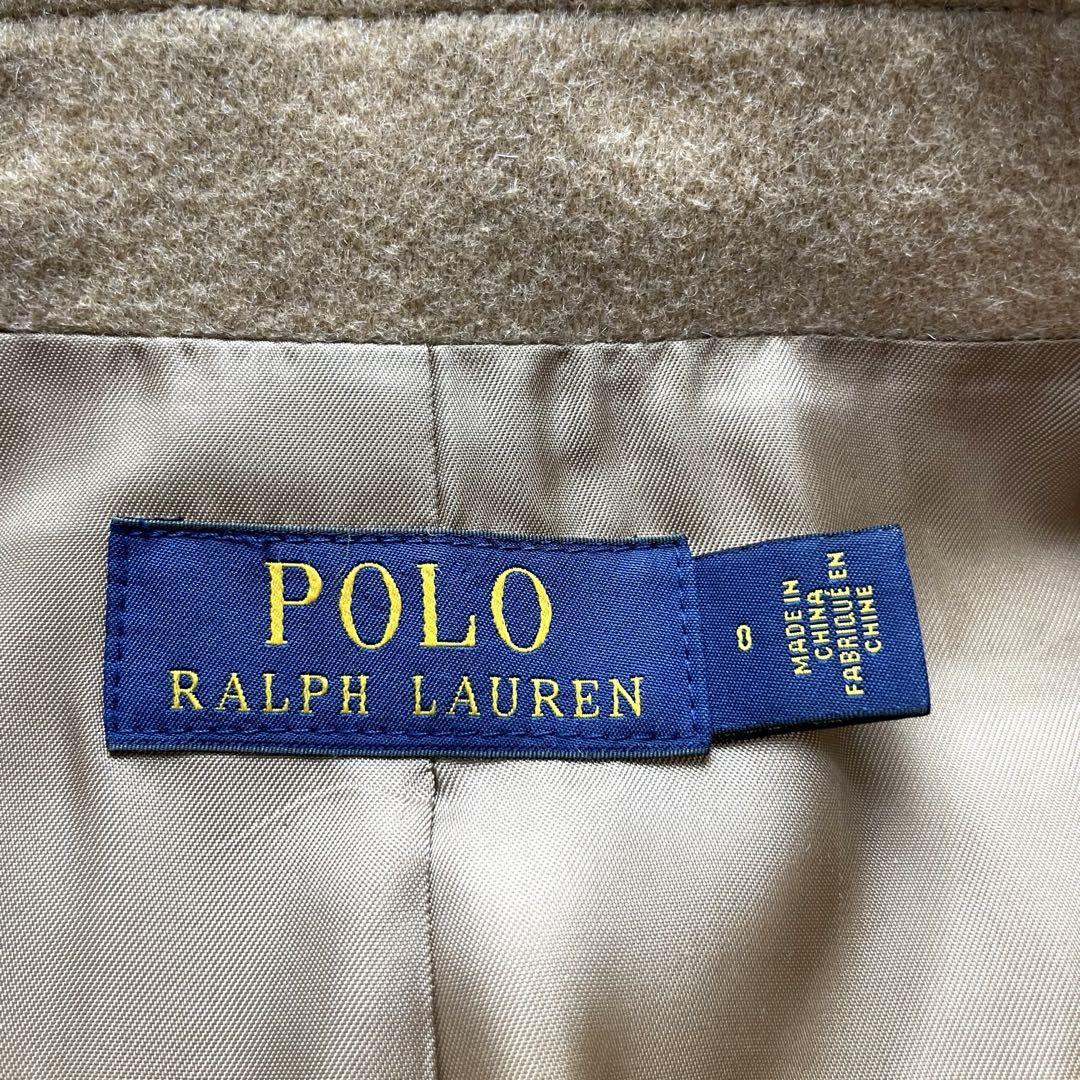 POLO
RALPH LAUREN
0
MADE IN
CHINA
FABRIQUÉ EN
CHINE